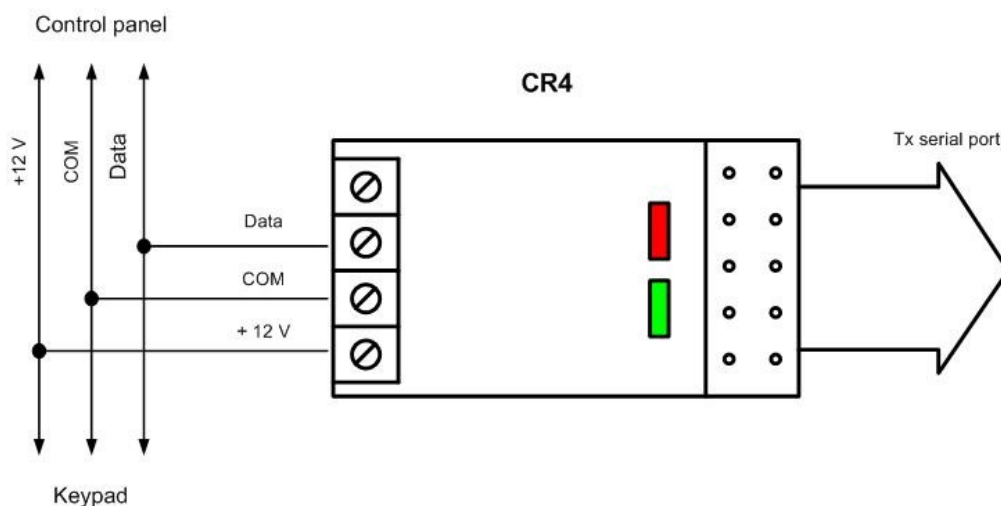 Control panel
CR4
+12 V
COM
Data
Tx serial port
Data
COM
+ 12 V
Keypad